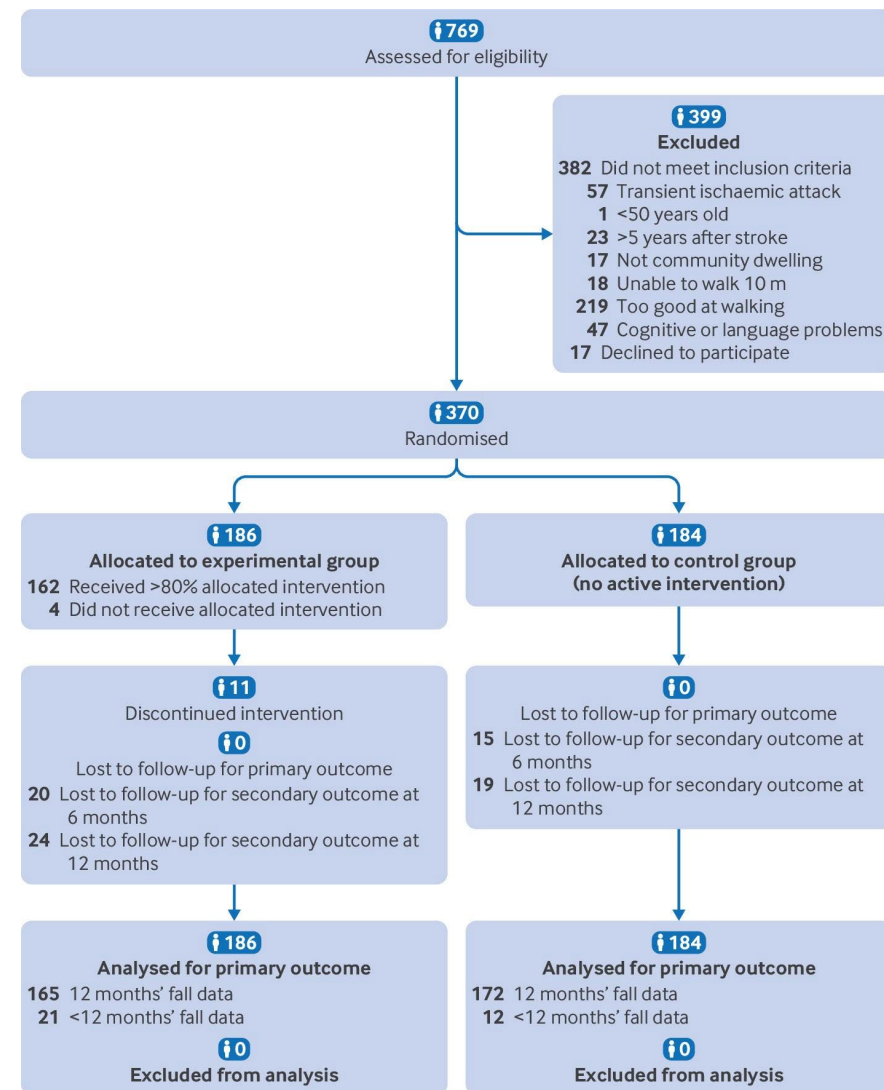 769
Assessed for eligibility
399
Excluded
382 Did not meet inclusion criteria
57 Transient ischaemic attack
1 <50 years old
23 >5 years after stroke
17 Not community dwelling
18 Unable to walk 10 m
219 Too good at walking
47 Cognitive or language problems
17 Declined to participate
370
Randomised
186
Allocated to experimental group
162 Received >80% allocated intervention
4 Did not receive allocated intervention
184
Allocated to control group
(no active intervention)
11
Discontinued intervention
0
Lost to follow-up for primary outcome
20 Lost to follow-up for secondary outcome at
6 months
24 Lost to follow-up for secondary outcome at
12 months
0
Lost to follow-up for primary outcome
15 Lost to follow-up for secondary outcome at
6 months
19 Lost to follow-up for secondary outcome at
12 months
186
Analysed for primary outcome
165 12 months’ fall data
21 <12 months’ fall data
0
Excluded from analysis
184
Analysed for primary outcome
172 12 months’ fall data
12 <12 months’ fall data
0
Excluded from analysis